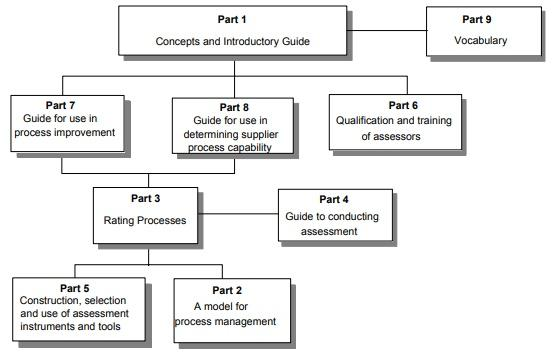 Part 1
Concepts and Introductory Guide
Part 9
Vocabulary
Part 7
Guide for use in
process improvement
Part 8
Guide for use in
determining supplier
process capability
Part 6
Qualification and training
of assessors
Part 3
Rating Processes
Part 4
Guide to conducting
assessment
Part 5
Construction, selection
and use of assessment
instruments and tools
Part 2
A model for
process management